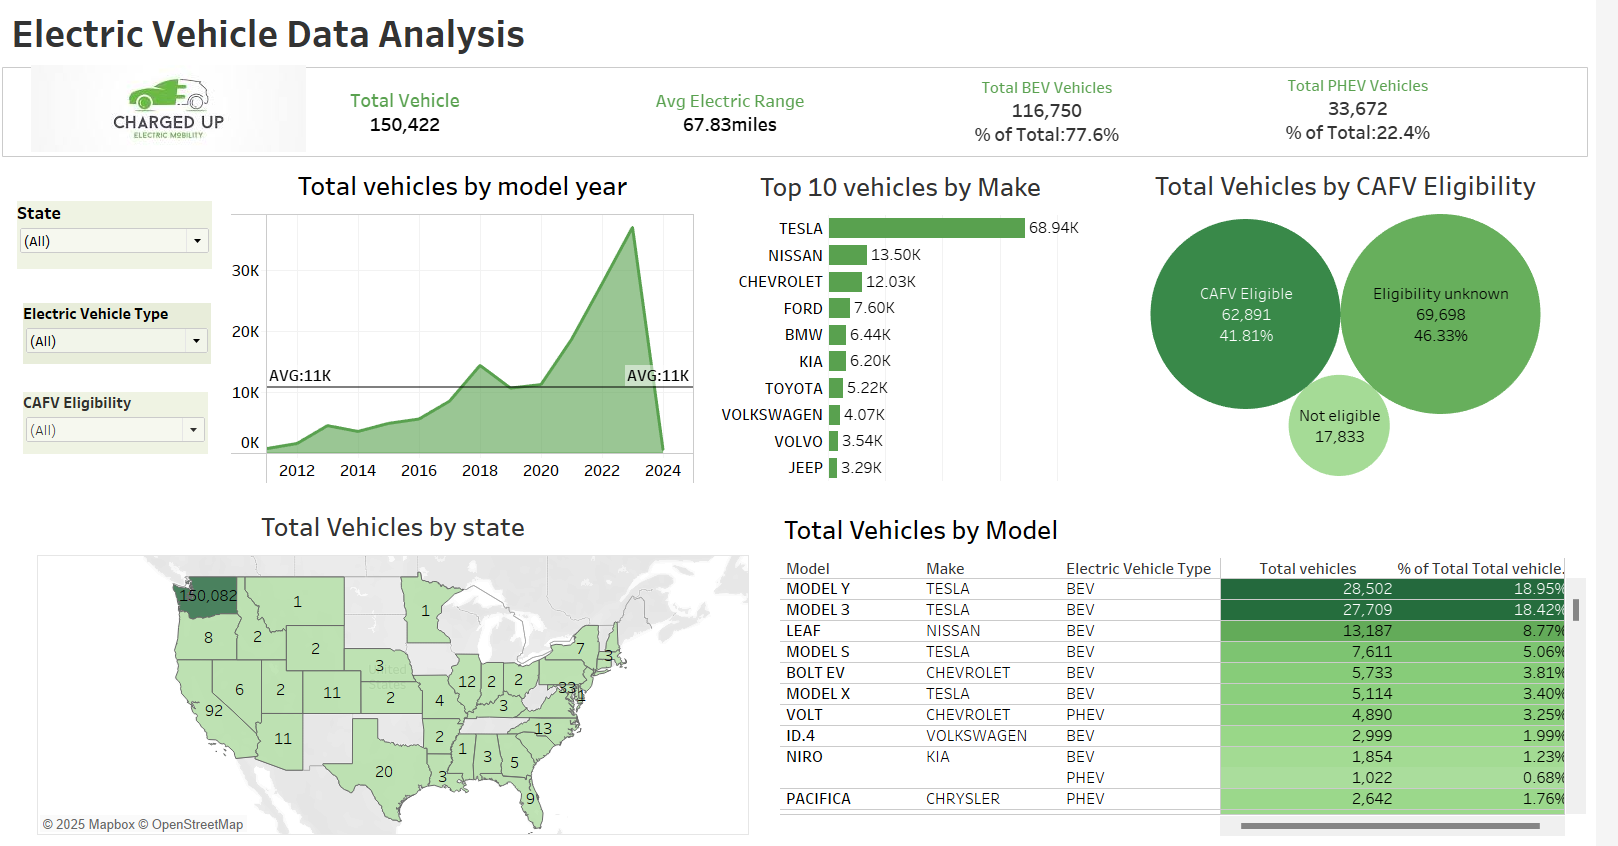 Electric Vehicle Data Analysis
CHARGED UP
ELECTRIC MOBILITY
Total Vehicle
150,422
Avg Electric Range
67.83miles
Total BEV Vehicles
116,750
% of Total:77.6%
Total PHEV Vehicles
33,672
% of Total:22.4%
State
(All)
Electric Vehicle Type
(All)
CAFV Eligibility
(All)
Total vehicles by model year
30K
20K
10K
0K
AVG:11K
AVG:11K
2012 2014 2016 2018 2020 2022 2024
Top 10 vehicles by Make
TESLA 68.94K
NISSAN 13.50K
CHEVROLET 12.03K
FORD 7.60K
BMW 6.44K
KIA 6.20K
TOYOTA 5.22K
VOLKSWAGEN 4.07K
VOLVO 3.54K
JEEP 3.29K
Total Vehicles by CAFV Eligibility
CAFV Eligible
62,891
41.81%
Eligibility unknown
69,698
46.33%
Not eligible
17,833
Total Vehicles by state
150,082
1
1
8
2
2
7
3
3
6
2
11
2
12
2
2
33
1
92
4
3
11
2
13
1
3
5
20
3
9
United
© 2025 Mapbox © OpenStreetMap
Total Vehicles by Model
Model Make Electric Vehicle Type Total vehicles % of Total Total vehicle.
MODEL Y TESLA BEV 28,502 18.95%
MODEL 3 TESLA BEV 27,709 18.42%
LEAF NISSAN BEV 13,187 8.77%
MODEL S TESLA BEV 7,611 5.06%
BOLT EV CHEVROLET BEV 5,733 3.81%
MODEL X TESLA BEV 5,114 3.40%
VOLT CHEVROLET PHEV 4,890 3.25%
ID.4 VOLKSWAGEN BEV 2,999 1.99%
NIRO KIA BEV 1,854 1.23%
PHEV 1,022 0.68%
PACIFICA CHRYSLER PHEV 2,642 1.76%